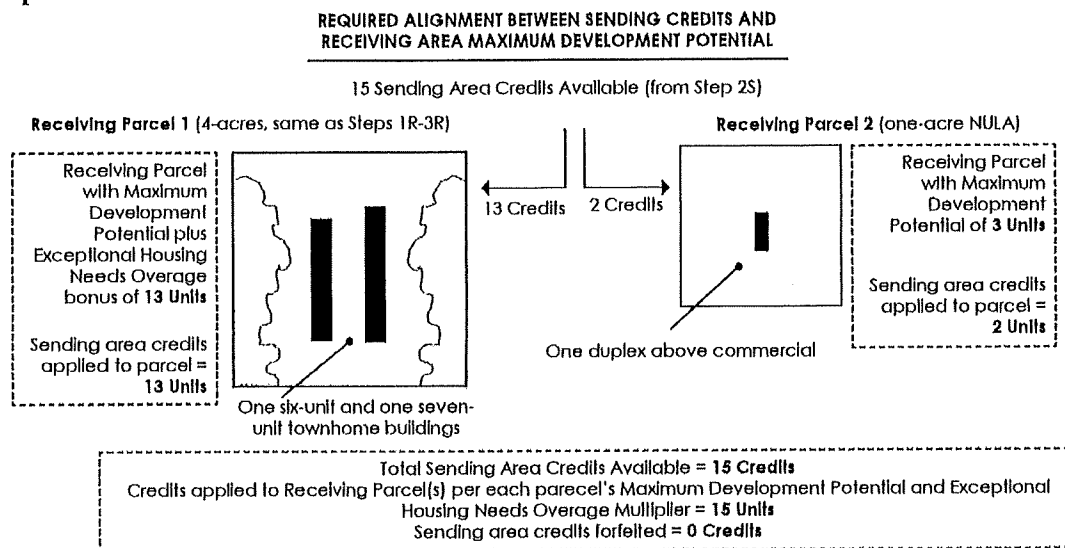 REQUIRED ALIGNMENT BETWEEN SENDING CREDITS AND
RECEIVING AREA MAXIMUM DEVELOPMENT POTENTIAL
15 Sending Area Credits Available (from Step 2S)
Receiving Parcel 1 (4-acres, same as Steps 1R-3R)
Receiving Parcel
with Maximum
Development
Potential plus
Exceptional Housing
Needs Overage
bonus of 13 Units
Sending area credits
applied to parcel =
13 Units
13 Credits
2 Credits
One six-unit and one seven-
unit townhome buildings
Receiving Parcel 2 (one-acre NULA)
Receiving Parcel
with Maximum
Development
Potential of 3 Units
Sending area credits
applied to parcel =
2 Units
One duplex above commercial
Total Sending Area Credits Available = 15 Credits
Credits applied to Receiving Parcel(s) per each parecel's Maximum Development Potential and Exceptional
Housing Needs Overage Multiplier = 15 Units
Sending area credits forfeited = 0 Credits